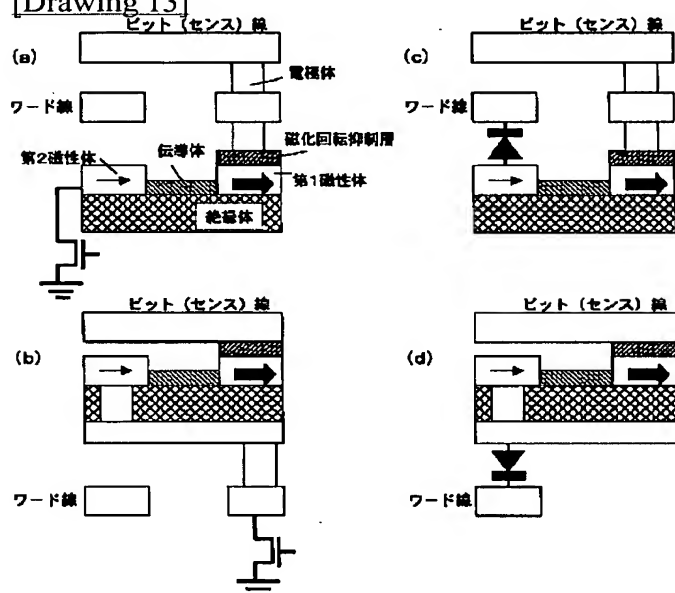 [Drawing 13]
(a)
ビット(センス)線
電極体
ワード線
第2磁性体
伝導体
磁化回転抑制層
第1磁性体
絶縁体
(c)
ビット(センス)線
ワード線
(b)
ビット(センス)線
ワード線
(d)
ビット(センス)線
ワード線